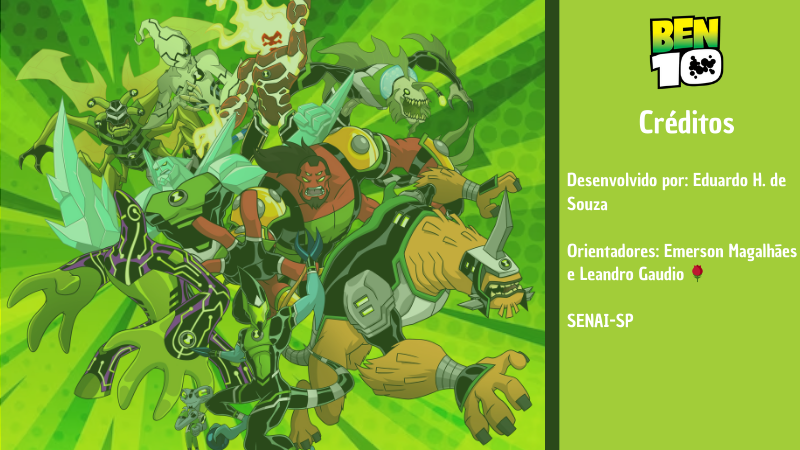 BEN
10
Créditos
Desenvolvido por: Eduardo H. de
Souza
Orientadores: Emerson Magalhães
e Leandro Gaudio 🌹
SENAI-SP